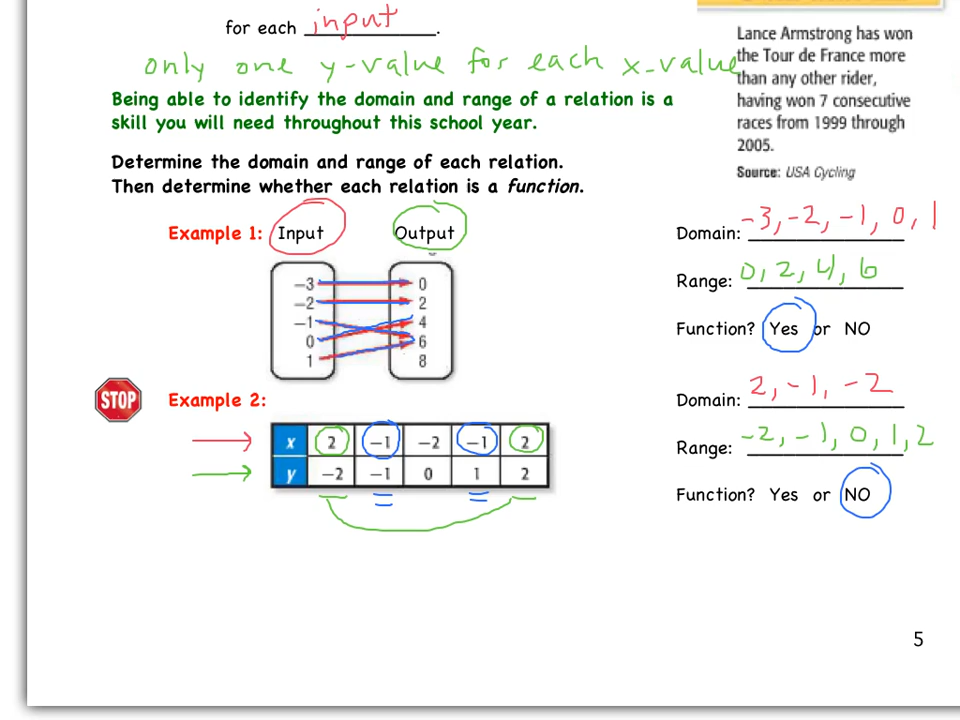 for each input.
only one y-value for each x-value
Being able to identify the domain and range of a relation is a
skill you will need throughout this school year.
Determine the domain and range of each relation.
Then determine whether each relation is a function.
Lance Armstrong has won
the Tour de France more
than any other rider,
having won 7 consecutive
races from 1999 through
2005.
Source: USA Cycling
Example 1: Input Output
-3 0
-2 2
-1 4
0 6
1 8
Domain: -3, -2, -1, 0, 1
Range: 0, 2, 4, 6
Function? Yes or NO
STOP
Example 2:
x 2 -1 -2 -1 2
y -2 -1 0 1 2
Domain: 2, -1, -2
Range: -2, -1, 0, 1, 2
Function? Yes or NO
5